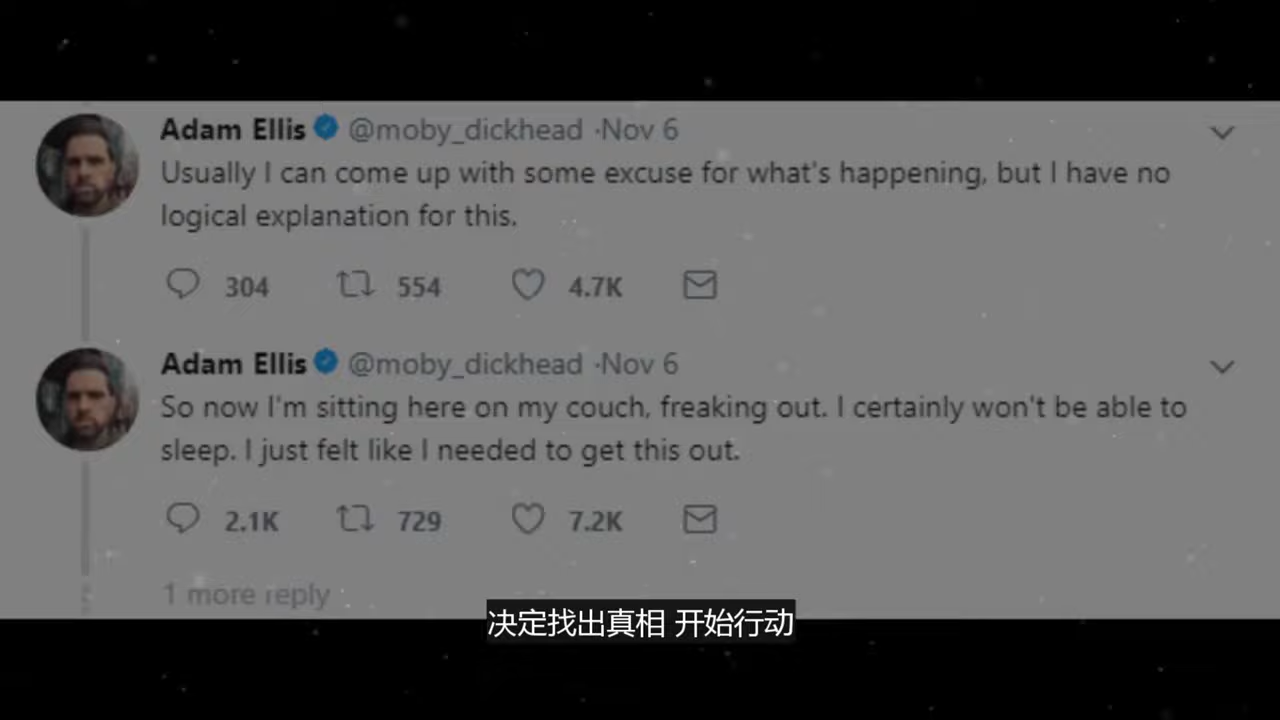 Adam Ellis @moby_dickhead ·Nov 6
Usually I can come up with some excuse for what's happening, but I have no
logical explanation for this.
304 554 4.7K
Adam Ellis @moby_dickhead ·Nov 6
So now I'm sitting here on my couch, freaking out. I certainly won't be able to
sleep. I just felt like I needed to get this out.
2.1K 729 7.2K
1 more reply
决定找出真相 开始行动